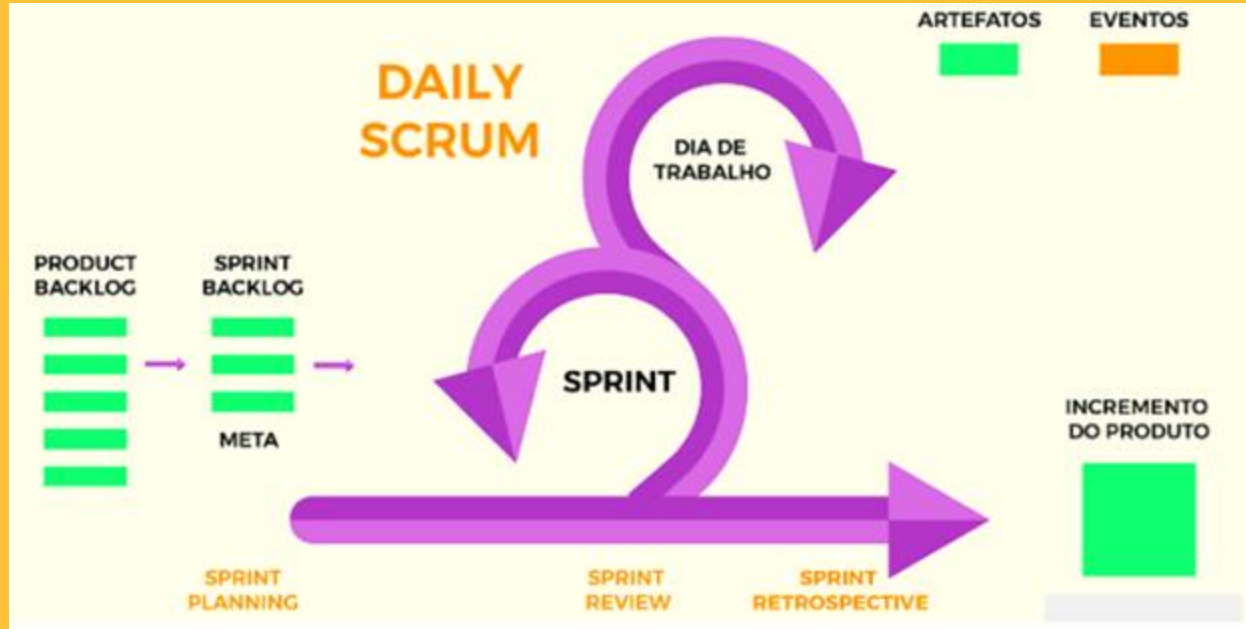 ARTEFATOS
EVENTOS
DAILY
SCRUM
DIA DE
TRABALHO
PRODUCT
BACKLOG
SPRINT
BACKLOG
META
SPRINT
INCREMENTO
DO PRODUTO
SPRINT
PLANNING
SPRINT
REVIEW
SPRINT
RETROSPECTIVE